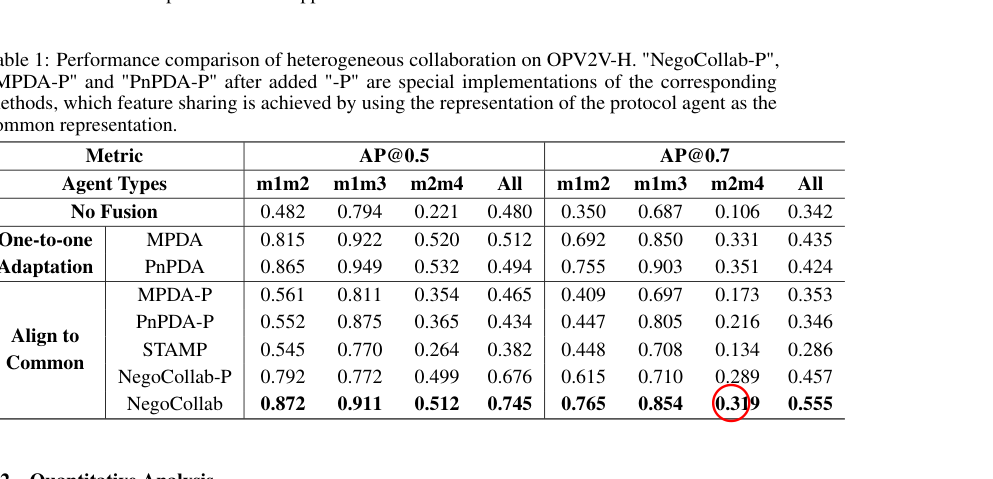 able 1: Performance comparison of heterogeneous collaboration on OPV2V-H. "NegoCollab-P",
MPDA-P" and "PnPDA-P" after added "-P" are special implementations of the corresponding
ethods, which feature sharing is achieved by using the representation of the protocol agent as the
ommon representation.
Metric AP@0.5 AP@0.7
Agent Types m1m2 m1m3 m2m4 All m1m2 m1m3 m2m4 All
No Fusion 0.482 0.794 0.221 0.480 0.350 0.687 0.106 0.342
One-to-one MPDA 0.815 0.922 0.520 0.512 0.692 0.850 0.331 0.435
Adaptation PnPDA 0.865 0.949 0.532 0.494 0.755 0.903 0.351 0.424
MPDA-P 0.561 0.811 0.354 0.465 0.409 0.697 0.173 0.353
PnPDA-P 0.552 0.875 0.365 0.434 0.447 0.805 0.216 0.346
Align to
STAMP 0.545 0.770 0.264 0.382 0.448 0.708 0.134 0.286
Common
NegoCollab-P 0.792 0.772 0.499 0.676 0.615 0.710 0.289 0.457
NegoCollab 0.872 0.911 0.512 0.745 0.765 0.854 0.319 0.555
2 Quantitative Analysis